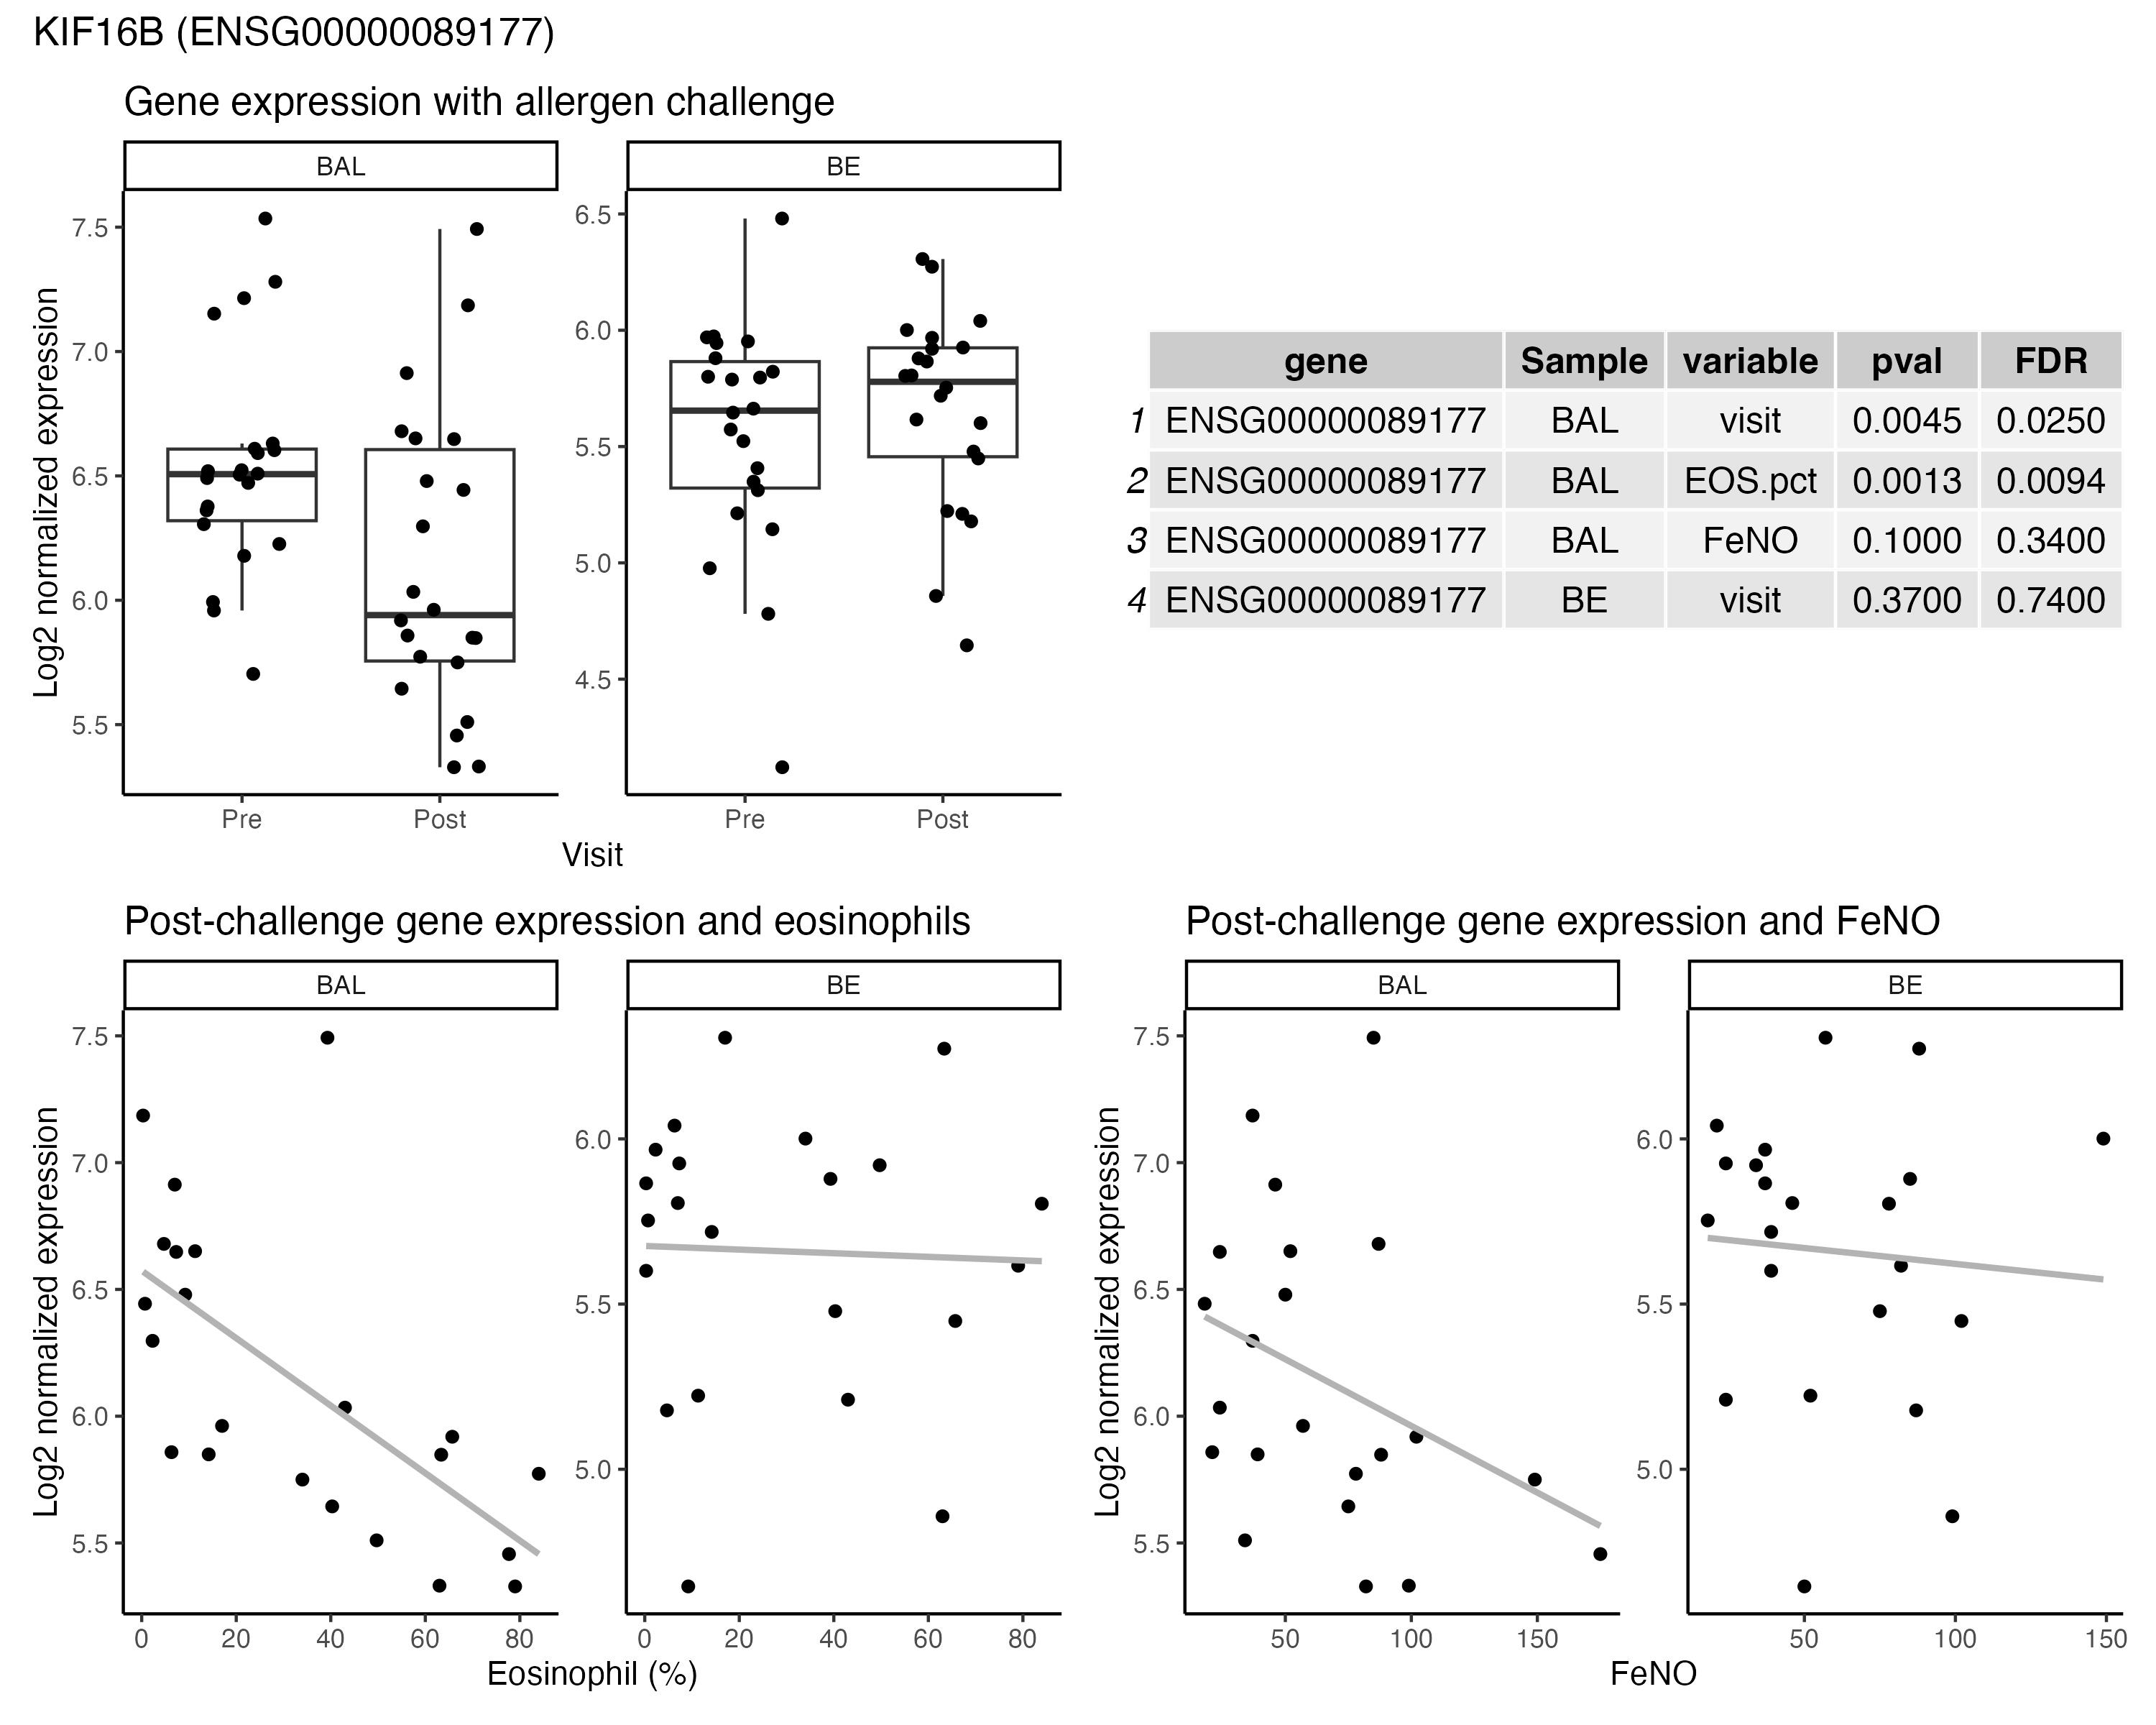 KIF16B (ENSG00000089177)
Gene expression with allergen challenge
BAL
BE
Log2 normalized expression
7.5
7.0
6.5
6.0
5.5
6.5
6.0
5.5
5.0
4.5
Pre
Post
Pre
Post
Visit
gene Sample variable pval FDR
1 ENSG00000089177 BAL visit 0.0045 0.0250
2 ENSG00000089177 BAL EOS.pct 0.0013 0.0094
3 ENSG00000089177 BAL FeNO 0.1000 0.3400
4 ENSG00000089177 BE visit 0.3700 0.7400
Post-challenge gene expression and eosinophils
BAL
BE
Log2 normalized expression
7.5
7.0
6.5
6.0
5.5
6.0
5.5
5.0
0 20 40 60 80
0 20 40 60 80
Eosinophil (%)
Post-challenge gene expression and FeNO
BAL
BE
Log2 normalized expression
7.5
7.0
6.5
6.0
5.5
6.0
5.5
5.0
50 100 150
50 100 150
FeNO